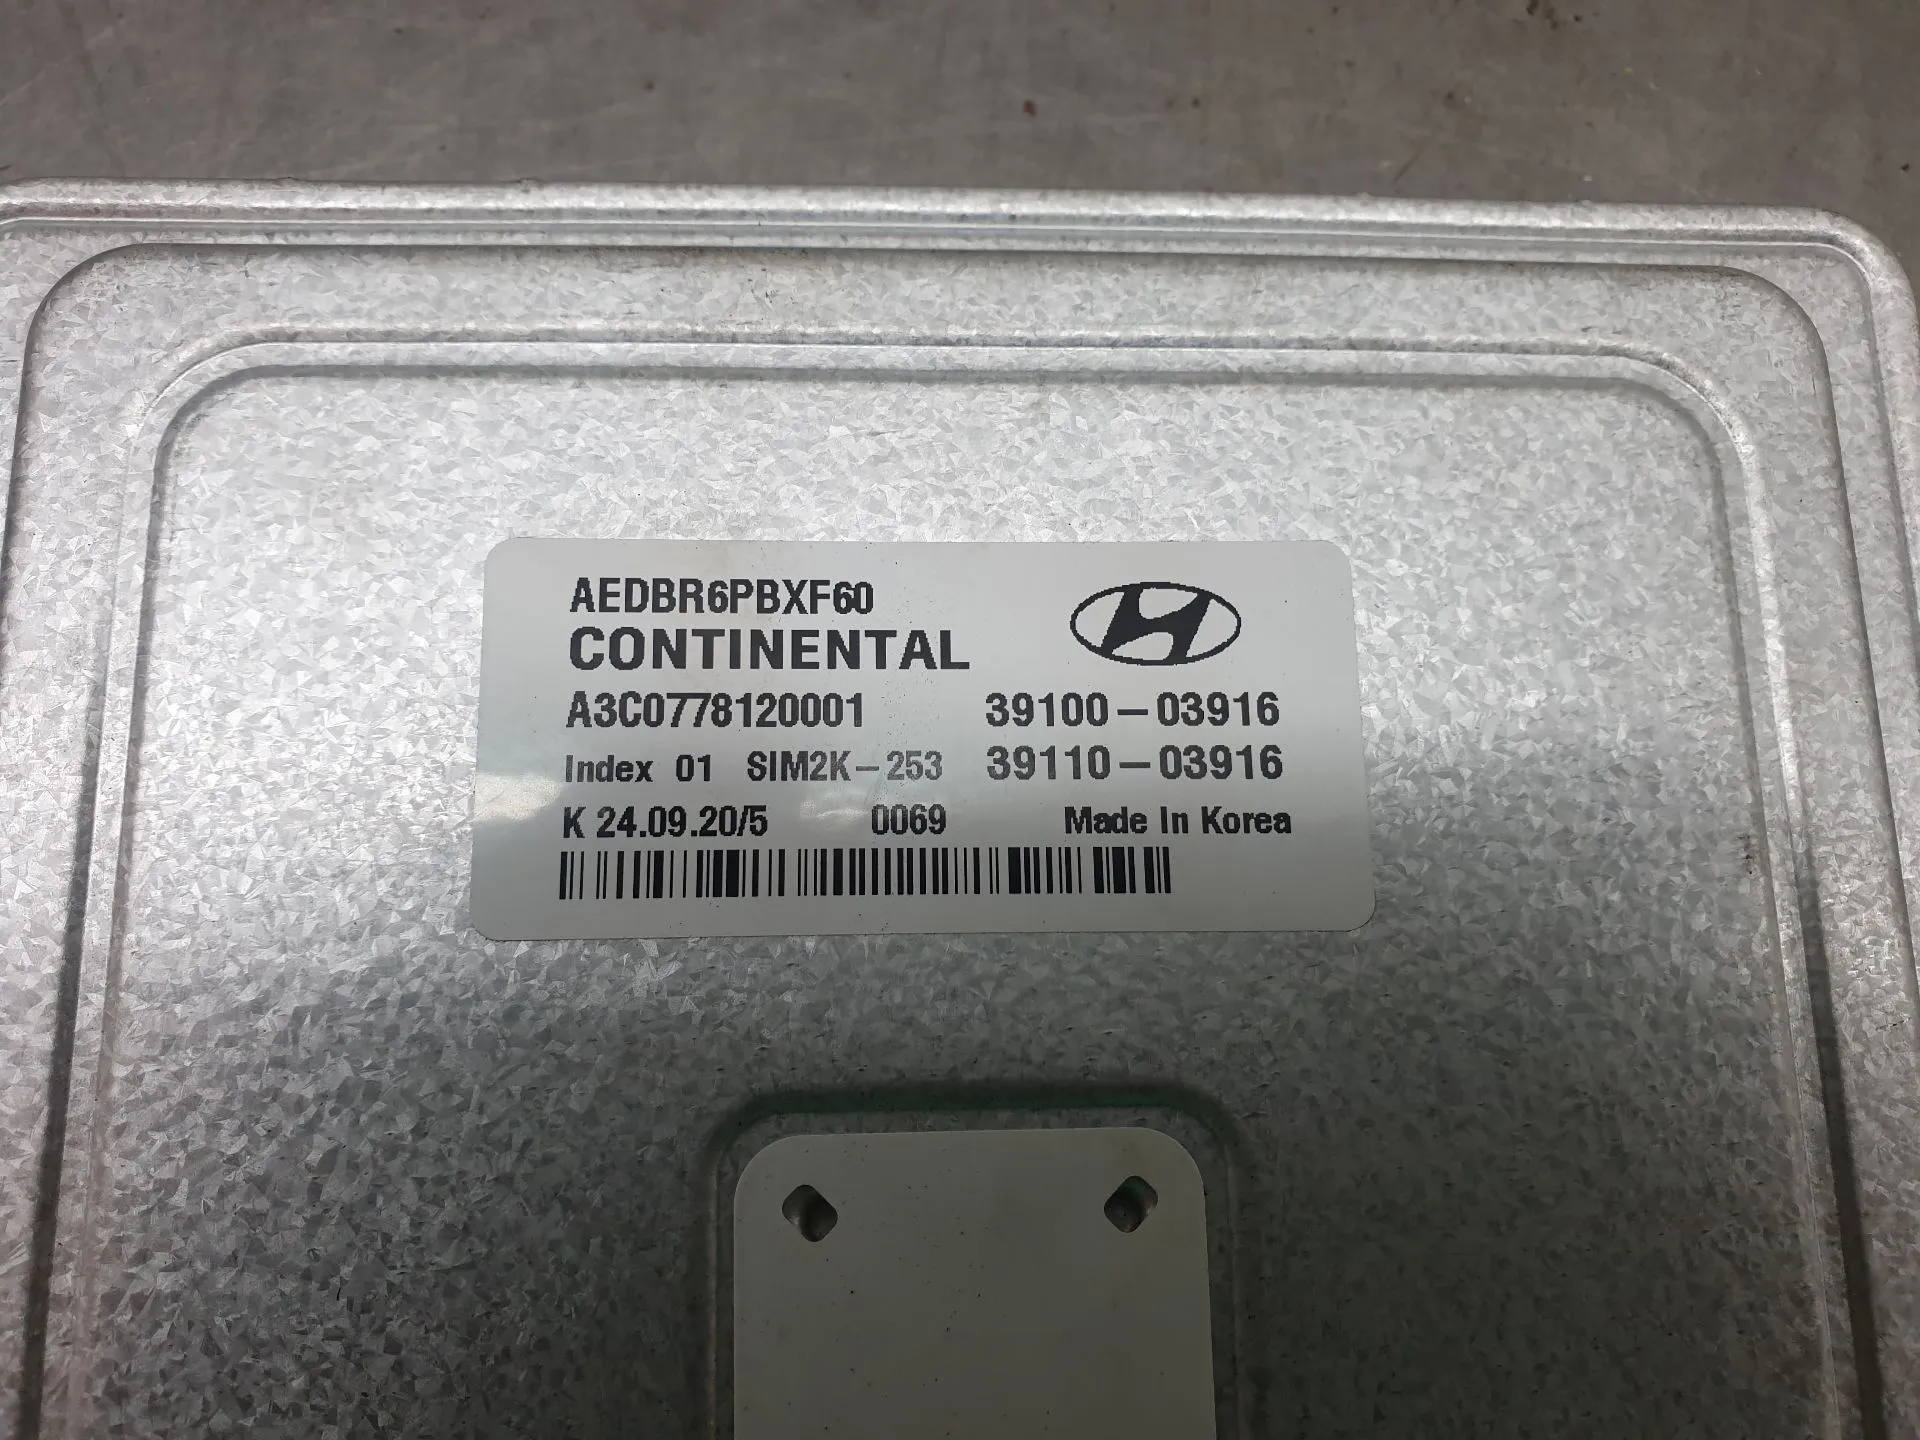 AEDBR6PBXF60
CONTINENTAL
A3C0778120001 39100-03916
Index 01 SIM2K-253 39110-03916
K 24.09.20/5 0069 Made In Korea